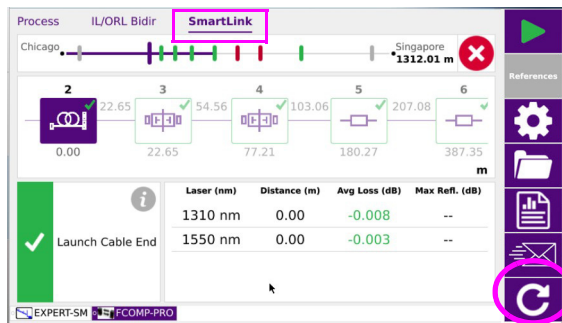 Process IL/ORL Bidir SmartLink
Chicago Singapore
1312.01 m
References
2 3 4 5 6
22.65 54.56 103.06 207.08
0.00 22.65 77.21 180.27 387.35
m
i
Laser (nm) Distance (m) Avg Loss (dB) Max Refl. (dB)
1310 nm 0.00 -0.008 --
Launch Cable End
1550 nm 0.00 -0.003 --
EXPERT-SM FCOMP-PRO